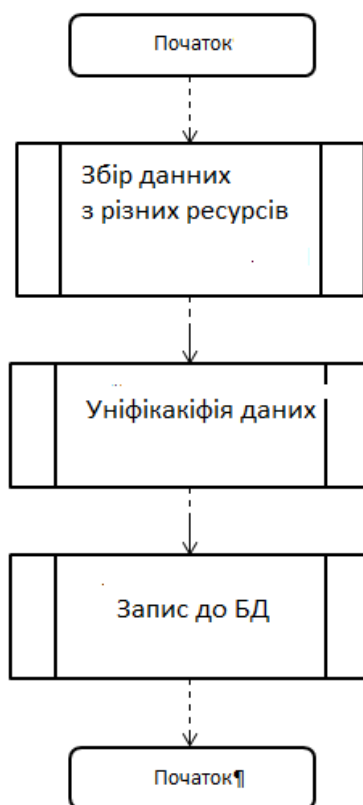 Початок
Збір данних
з різних ресурсів
Уніфікакіфія даних
Запис до БД
Початок¶